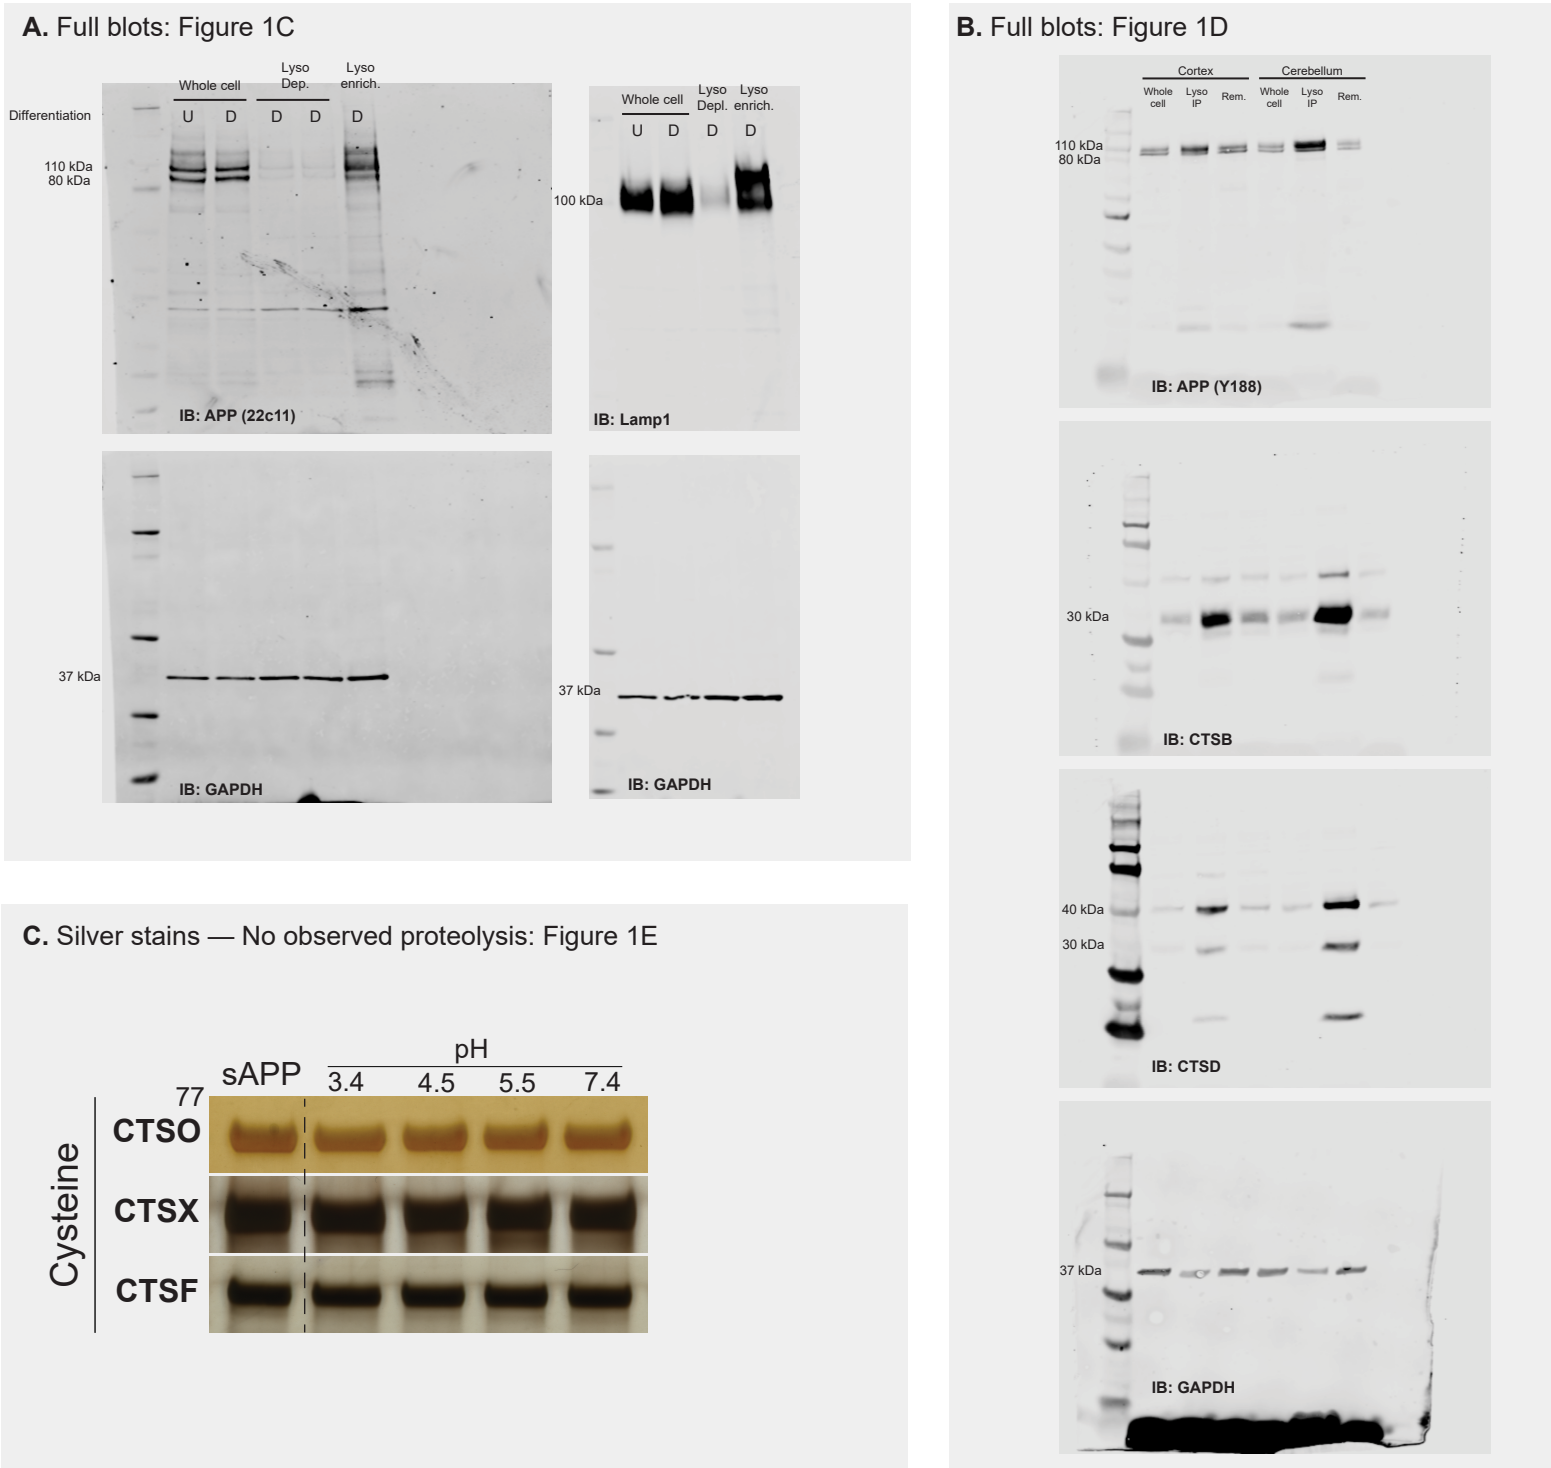 A. Full blots: Figure 1C
Whole cell
Lyso
Dep.
Lyso
enrich.
Differentiation
U D D D D
110 kDa
80 kDa
IB: APP (22c11)
Whole cell
Lyso
Depl.
Lyso
enrich.
U D D D
100 kDa
IB: Lamp1
37 kDa
IB: GAPDH
37 kDa
IB: GAPDH
B. Full blots: Figure 1D
Cortex Cerebellum
Whole
cell
Lyso
IP
Rem.
Whole
cell
Lyso
IP
Rem.
110 kDa
80 kDa
IB: APP (Y188)
30 kDa
IB: CTSB
40 kDa
30 kDa
IB: CTSD
37 kDa
IB: GAPDH
C. Silver stains — No observed proteolysis: Figure 1E
pH
sAPP 3.4 4.5 5.5 7.4
77
Cysteine
CTSO
CTSX
CTSF